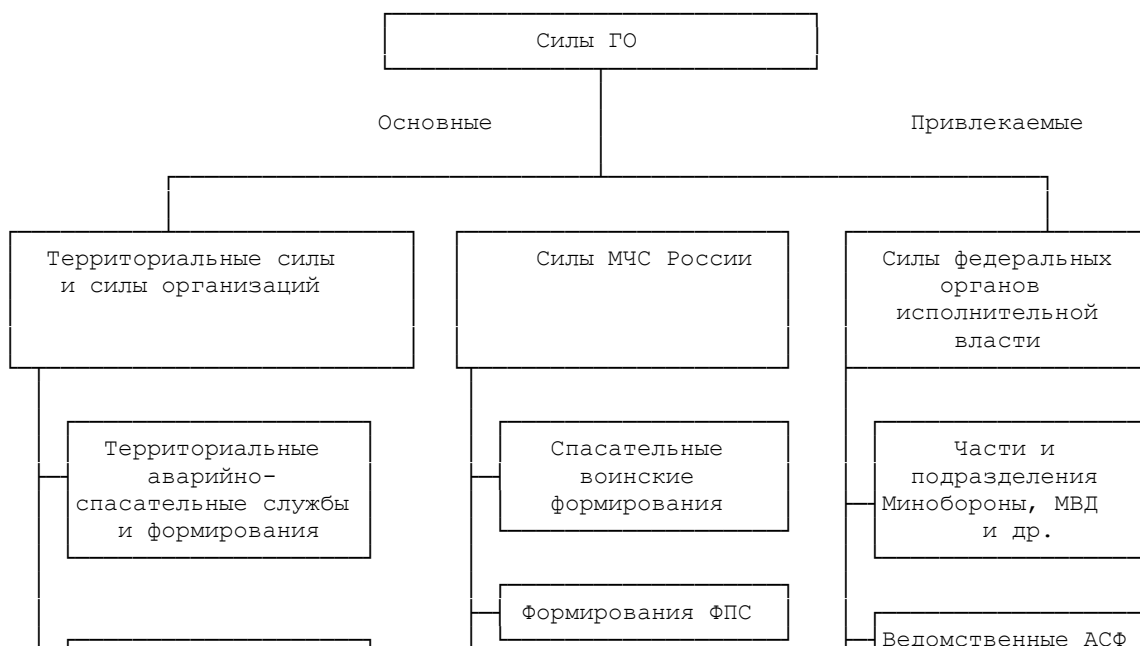 Силы ГО
Основные
Привлекаемые
Территориальные силы
и силы организаций
Силы МЧС России
Силы федеральных
органов
исполнительной
власти
Территориальные
аварийно-
спасательные службы
и формирования
Спасательные
воинские
формирования
Части и
подразделения
Минобороны, МВД
и др.
Формирования ФПС
Ведомственные АСФ